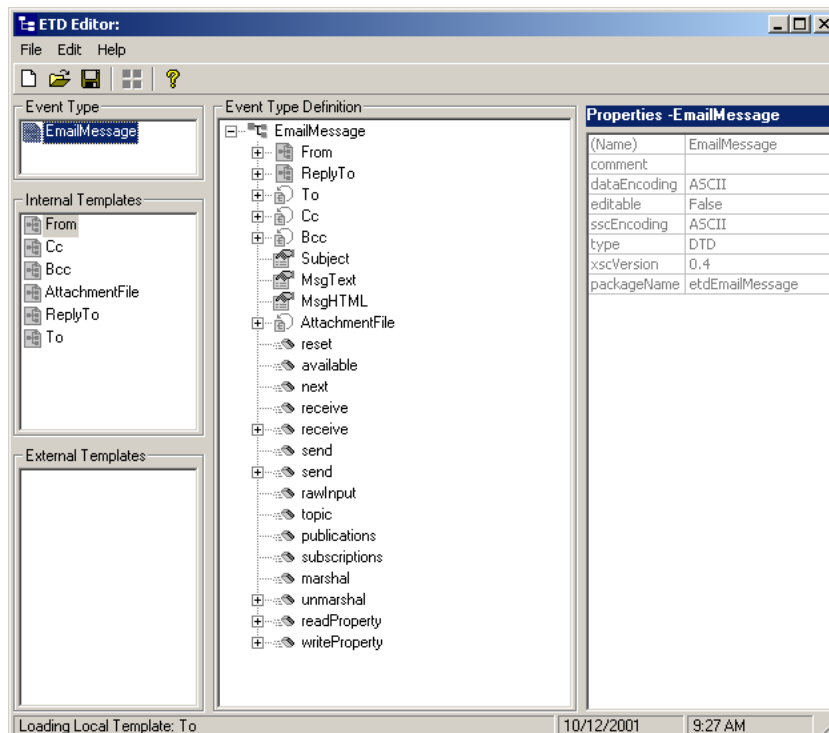 ETD Editor:
File Edit Help
Event Type
EmailMessage
Internal Templates
From
Cc
Bcc
AttachmentFile
ReplyTo
To
External Templates
Event Type Definition
EmailMessage
From
ReplyTo
To
Cc
Bcc
Subject
MsgText
MsgHTML
AttachmentFile
reset
available
next
receive
receive
send
send
rawInput
topic
publications
subscriptions
marshal
unmarshal
readProperty
writeProperty
Properties -EmailMessage
(Name) EmailMessage
comment
dataEncoding ASCII
editable False
sscEncoding ASCII
type DTD
xscVersion 0.4
packageName etdEmailMessage
Loading Local Template: To 10/12/2001 9:27 AM